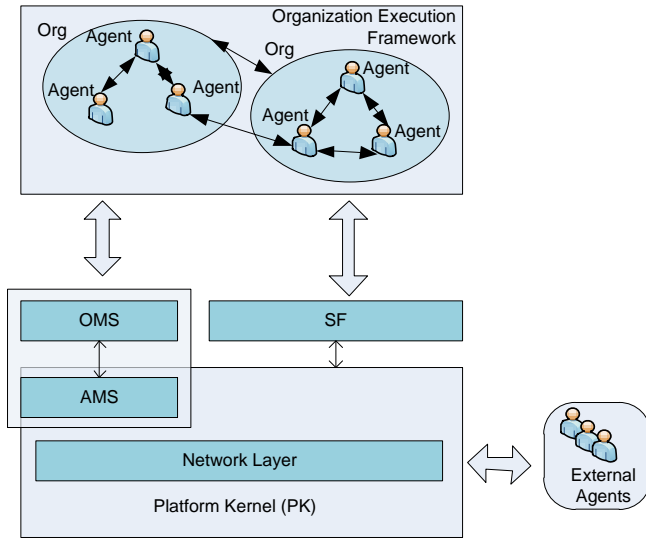 Organization Execution
Framework
Org
Agent
Agent
Agent
Org
Agent
Agent
Agent
OMS
SF
AMS
Network Layer
Platform Kernel (PK)
External
Agents